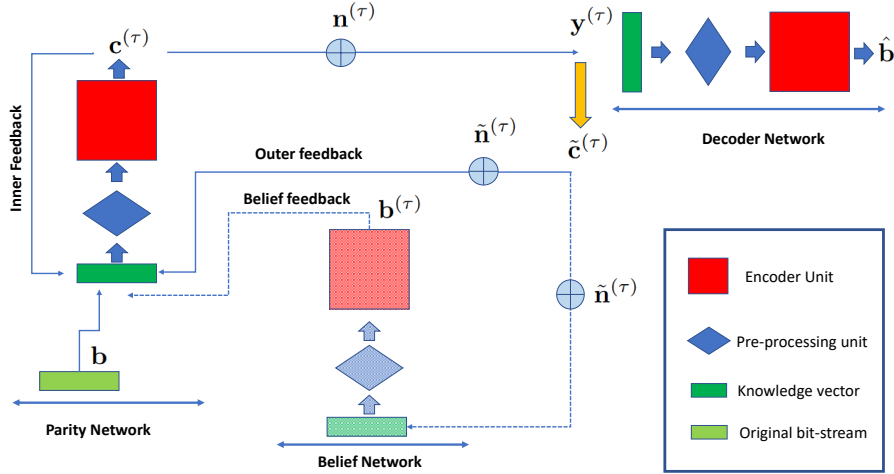 n^{(τ)}
y^{(τ)}
c^{(τ)}
b̂
Inner Feedback
ñ^{(τ)}
c̃^{(τ)}
Decoder Network
Outer feedback
Belief feedback
b^{(τ)}
Encoder Unit
ñ^{(τ)}
Pre-processing unit
b
Knowledge vector
Parity Network
Original bit-stream
Belief Network